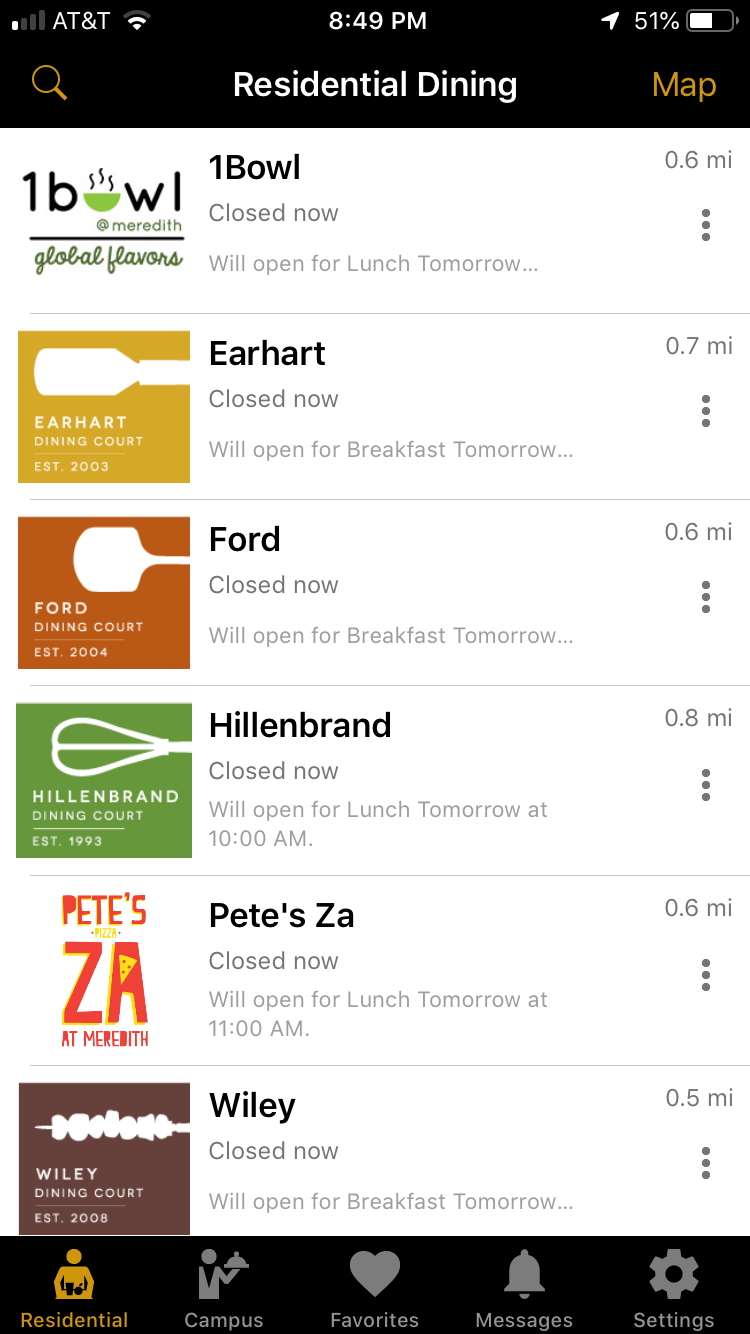 AT&T 8:49 PM 51%
Residential Dining Map
1bowl
@meredith
global flavors
1Bowl 0.6 mi
Closed now
Will open for Lunch Tomorrow...
EARHART
DINING COURT
EST. 2003
Earhart 0.7 mi
Closed now
Will open for Breakfast Tomorrow...
FORD
DINING COURT
EST. 2004
Ford 0.6 mi
Closed now
Will open for Breakfast Tomorrow...
HILLENBRAND
DINING COURT
EST. 1993
Hillenbrand 0.8 mi
Closed now
Will open for Lunch Tomorrow at
10:00 AM.
PETE'S
PIZZA
ZA
AT MEREDITH
Pete's Za 0.6 mi
Closed now
Will open for Lunch Tomorrow at
11:00 AM.
WILEY
DINING COURT
EST. 2008
Wiley 0.5 mi
Closed now
Will open for Breakfast Tomorrow...
Residential Campus Favorites Messages Settings